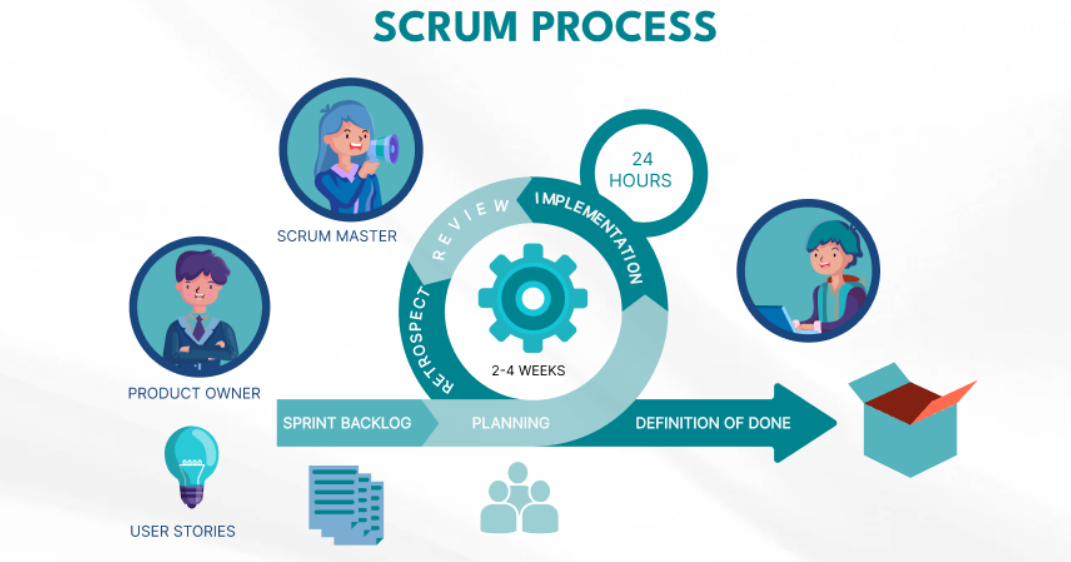 SCRUM PROCESS
24
HOURS
SCRUM MASTER
REVIEW
IMPLEMENTATION
RETROSPECT
2-4 WEEKS
PRODUCT OWNER
SPRINT BACKLOG
PLANNING
DEFINITION OF DONE
USER STORIES